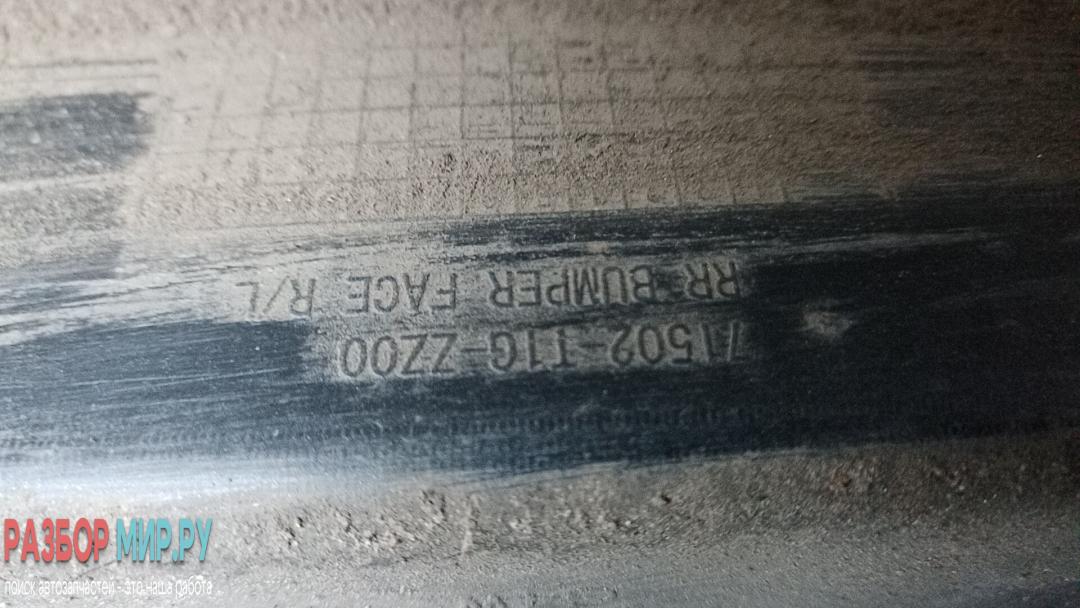 71502-T1G-ZZ00
RR BUMPER FACE R/L
РАЗБОР МИР.РУ
поиск автозапчастей - это наша работа